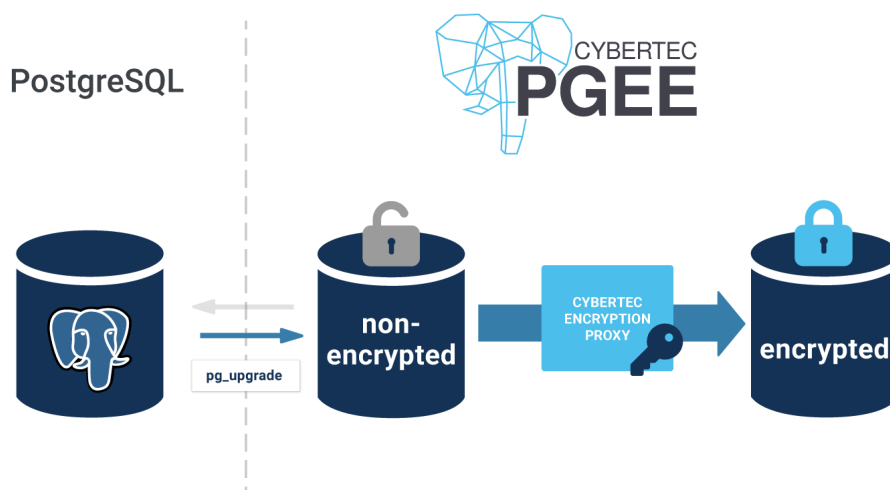 PostgreSQL
CYBERTEC
PGEE
non-
encrypted
pg_upgrade
CYBERTEC
ENCRYPTION
PROXY
encrypted